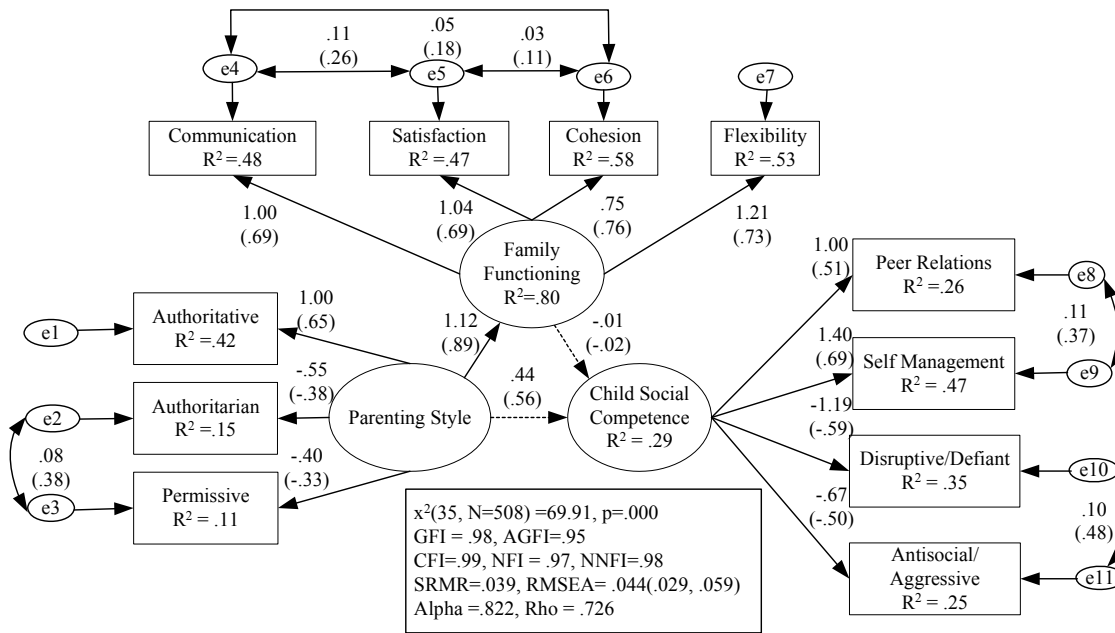 .11
(.26)
.05
(.18)
.03
(.11)
e4
e5
e6
e7
Communication
R² =.48
Satisfaction
R² =.47
Cohesion
R² =.58
Flexibility
R² =.53
1.00
(.69)
1.04
(.69)
.75
(.76)
1.21
(.73)
Family
Functioning
R²=.80
e1
Authoritative
R² =.42
1.00
(.65)
1.12
(.89)
-.01
(-.02)
e2
Authoritarian
R² =.15
-.55
(-.38)
Parenting Style
.44
(.56)
Child Social
Competence
R² = .29
.08
(.38)
e3
Permissive
R² = .11
-.40
(-.33)
1.00
(.51)
Peer Relations
R² = .26
e8
.11
(.37)
1.40
(.69)
Self Management
R² = .47
e9
-1.19
(-.59)
Disruptive/Defiant
R² = .35
e10
-.67
(-.50)
Antisocial/
Aggressive
R² = .25
.10
(.48)
e11
x²(35, N=508) =69.91, p=.000
GFI = .98, AGFI=.95
CFI=.99, NFI = .97, NNFI=.98
SRMR=.039, RMSEA= .044(.029, .059)
Alpha =.822, Rho = .726